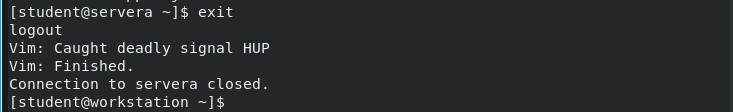 [student@servera ~]$ exit
logout
Vim: Caught deadly signal HUP
Vim: Finished.
Connection to servera closed.
[student@workstation ~]$